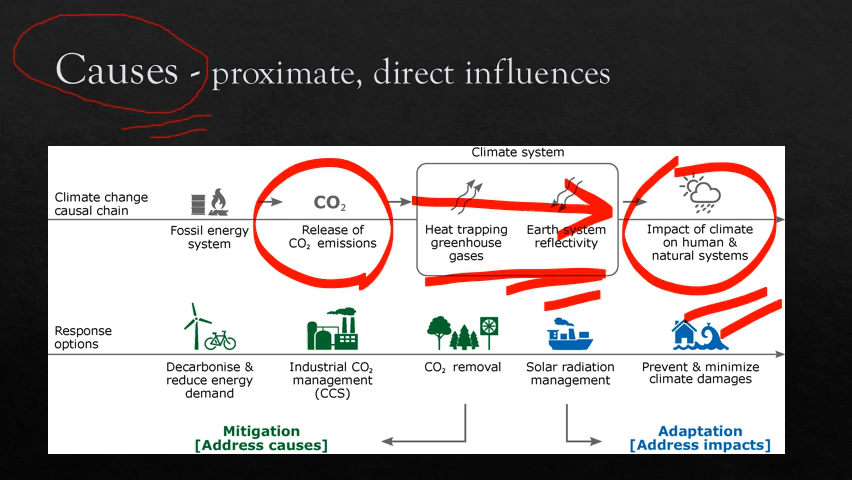 Causes - proximate, direct influences
Climate system
Climate change
causal chain
CO₂
Fossil energy
system
Release of
CO₂ emissions
Heat trapping
greenhouse
gases
Earth system
reflectivity
Impact of climate
on human &
natural systems
Response
options
Decarbonise &
reduce energy
demand
Industrial CO₂
management
(CCS)
CO₂ removal
Solar radiation
management
Prevent & minimize
climate damages
Mitigation
[Address causes]
Adaptation
[Address impacts]